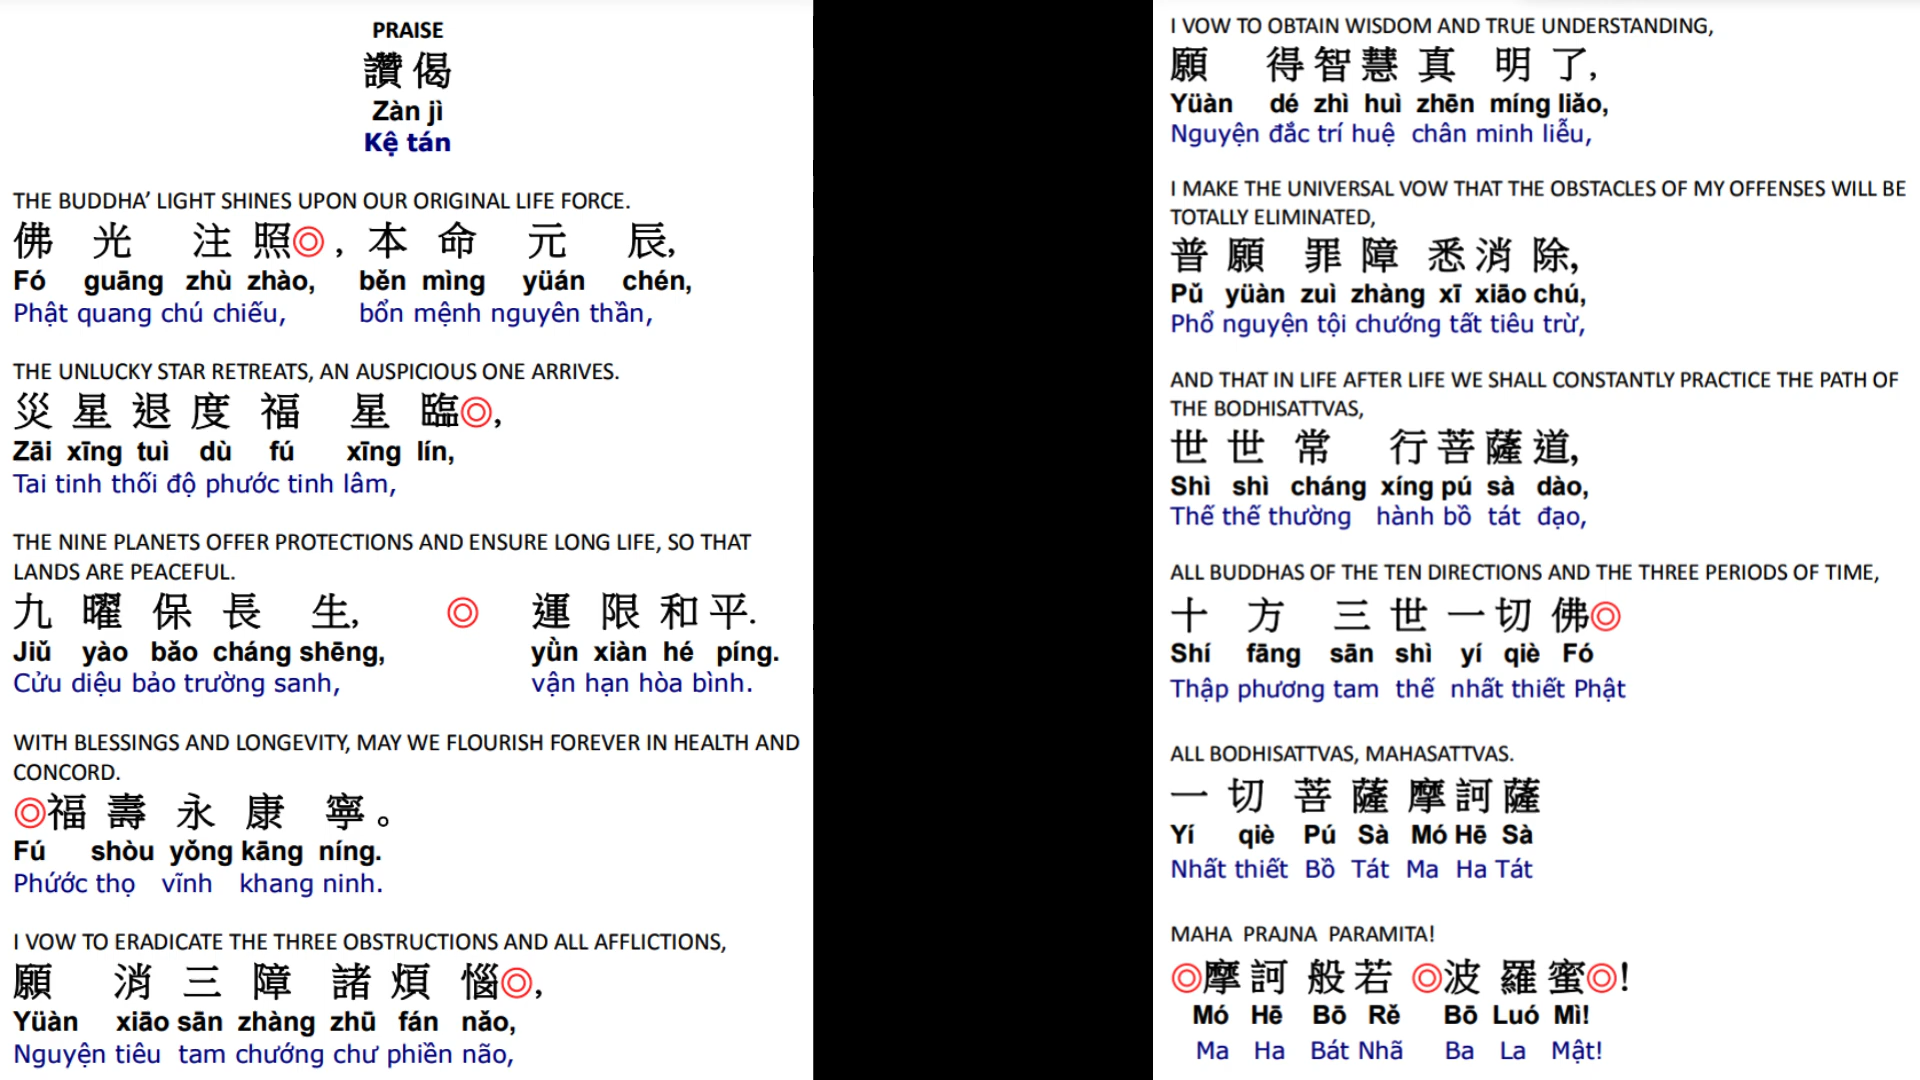 PRAISE
讚偈
Zàn jì
Kệ tán
THE BUDDHA’ LIGHT SHINES UPON OUR ORIGINAL LIFE FORCE.
佛 光 注 照◎, 本 命 元 辰,
Fó guāng zhù zhào, běn mìng yüán chén,
Phật quang chú chiếu, bổn mệnh nguyên thần,
THE UNLUCKY STAR RETREATS, AN AUSPICIOUS ONE ARRIVES.
災 星 退 度 福 星 臨◎,
Zāi xīng tuì dù fú xīng lín,
Tai tinh thối độ phước tinh lâm,
THE NINE PLANETS OFFER PROTECTIONS AND ENSURE LONG LIFE, SO THAT
LANDS ARE PEACEFUL.
九 曜 保 長 生, ◎ 運 限 和 平.
Jiǔ yào bǎo cháng shēng, yǜn xiàn hé píng.
Cửu diệu bảo trường sanh, vận hạn hòa bình.
WITH BLESSINGS AND LONGEVITY, MAY WE FLOURISH FOREVER IN HEALTH AND
CONCORD.
◎福 壽 永 康 寧。
Fú shòu yǒng kāng níng.
Phứớc thọ vĩnh khang ninh.
I VOW TO ERADICATE THE THREE OBSTRUCTIONS AND ALL AFFLICTIONS,
願 消 三 障 諸 煩 惱◎,
Yüàn xiāo sān zhàng zhū fán nǎo,
Nguyện tiêu tam chướng chư phiền não,
I VOW TO OBTAIN WISDOM AND TRUE UNDERSTANDING,
願 得 智 慧 真 明 了,
Yüàn dé zhì huì zhēn míng liǎo,
Nguyện đắc trí huệ chân minh liễu,
I MAKE THE UNIVERSAL VOW THAT THE OBSTACLES OF MY OFFENSES WILL BE
TOTALLY ELIMINATED,
普 願 罪 障 悉 消 除,
Pǔ yüàn zuì zhàng xī xiāo chú,
Phổ nguyện tội chướng tất tiêu trừ,
AND THAT IN LIFE AFTER LIFE WE SHALL CONSTANTLY PRACTICE THE PATH OF
THE BODHISATTVAS,
世 世 常 行 菩 薩 道,
Shì shì cháng xíng pú sà dào,
Thế thế thường hành bồ tát đạo,
ALL BUDDHAS OF THE TEN DIRECTIONS AND THE THREE PERIODS OF TIME,
十 方 三 世 一 切 佛◎
Shí fāng sān shì yí qiè Fó
Thập phương tam thế nhất thiết Phật
ALL BODHISATTVAS, MAHASATTVAS.
一 切 菩 薩 摩 訶 薩
Yí qiè Pú Sà Mó Hē Sà
Nhất thiết Bồ Tát Ma Ha Tát
MAHA PRAJNA PARAMITA!
◎摩 訶 般 若 ◎波 羅 蜜◎!
Mó Hē Bō Rě Bō Luó Mì!
Ma Ha Bát Nhã Ba La Mật!